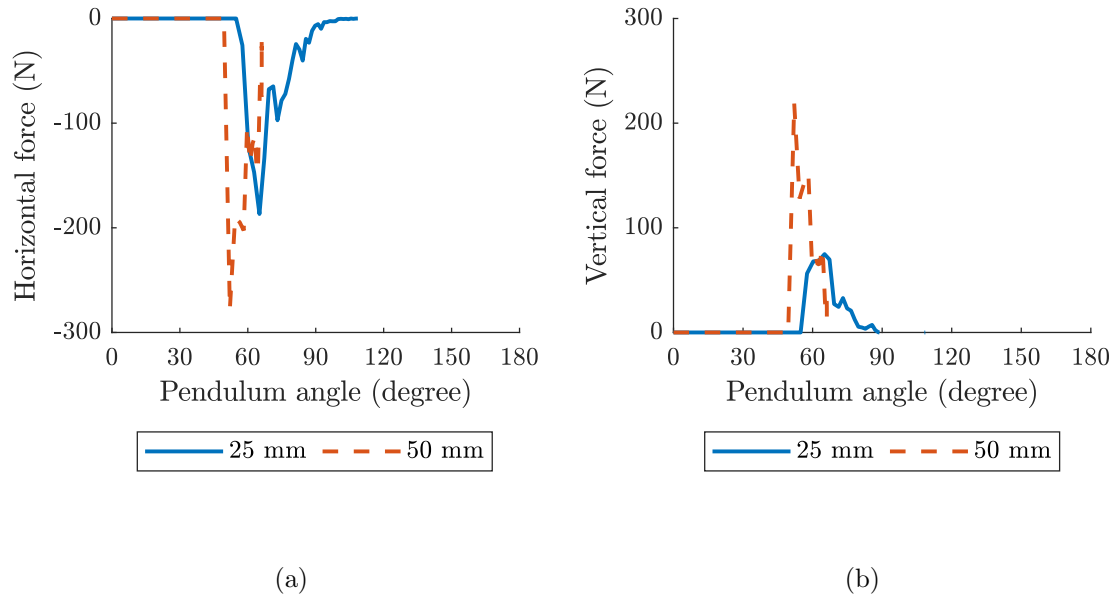 Horizontal force (N)
0
-100
-200
-300
0 30 60 90 120 150 180
Pendulum angle (degree)
25 mm 50 mm
(a)
Vertical force (N)
300
200
100
0
0 30 60 90 120 150 180
Pendulum angle (degree)
25 mm 50 mm
(b)